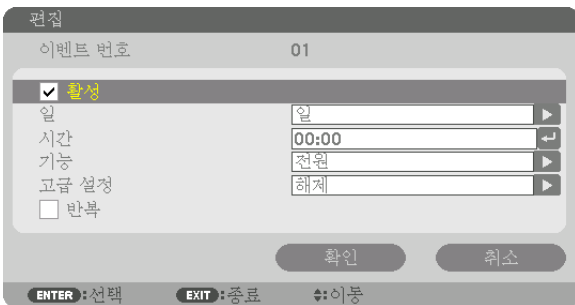 편집
이벤트 번호 01
활성
일 일
시간 00:00
기능 전원
고급 설정 해제
반복
확인 취소
ENTER:선택 EXIT:종료 :이동